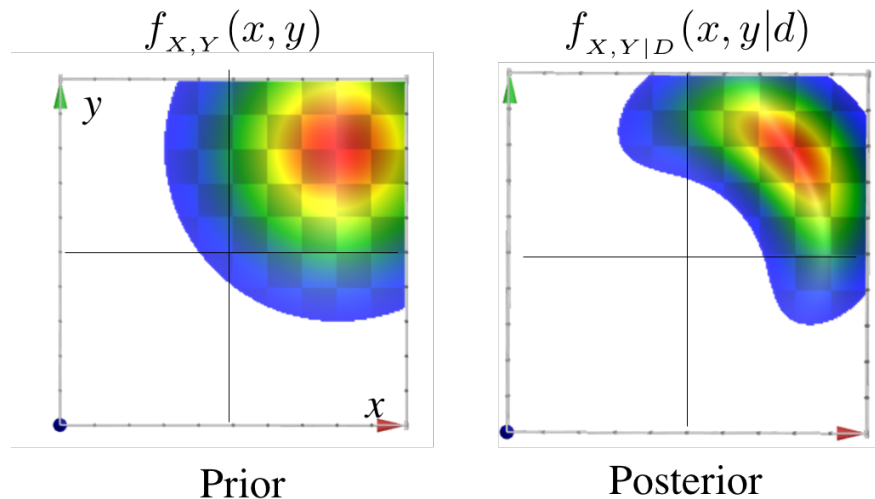 f_{X,Y}(x, y)
f_{X,Y|D}(x, y|d)
y
x
Prior
Posterior